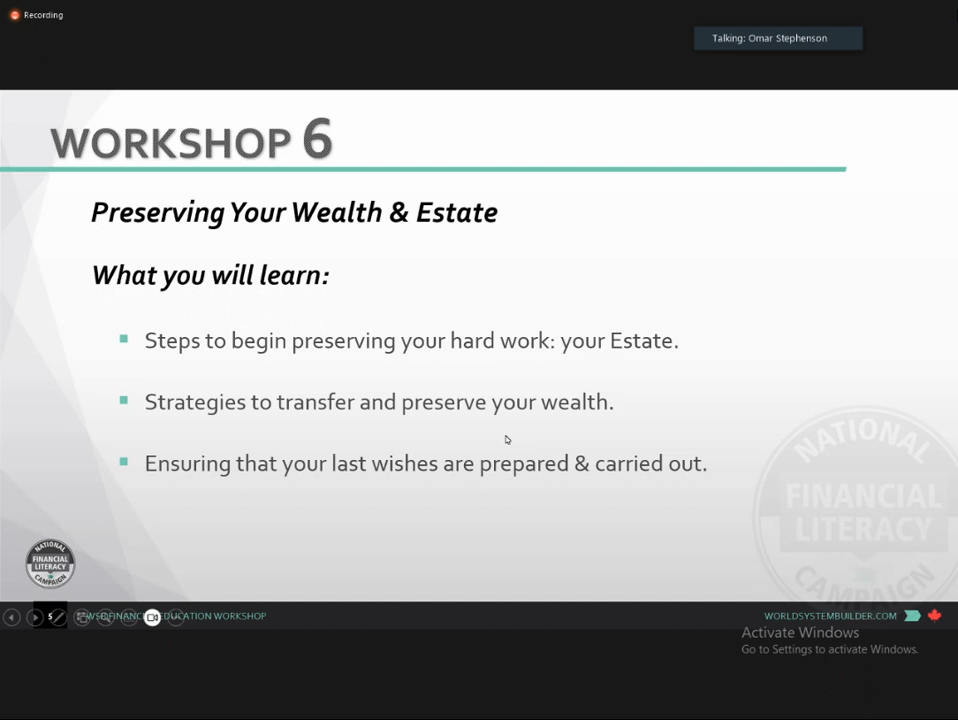 Recording
Talking: Omar Stephenson
WORKSHOP 6
Preserving Your Wealth & Estate
What you will learn:
Steps to begin preserving your hard work: your Estate.
Strategies to transfer and preserve your wealth.
Ensuring that your last wishes are prepared & carried out.
NATIONAL
FINANCIAL
LITERACY
CAMPAIGN
NATIONAL
FINANCIAL
LITERACY
CAMPAIGN
5
WSB FINANCIAL EDUCATION WORKSHOP
WORLDSYSTEMBUILDER.COM
Activate Windows
Go to Settings to activate Windows.